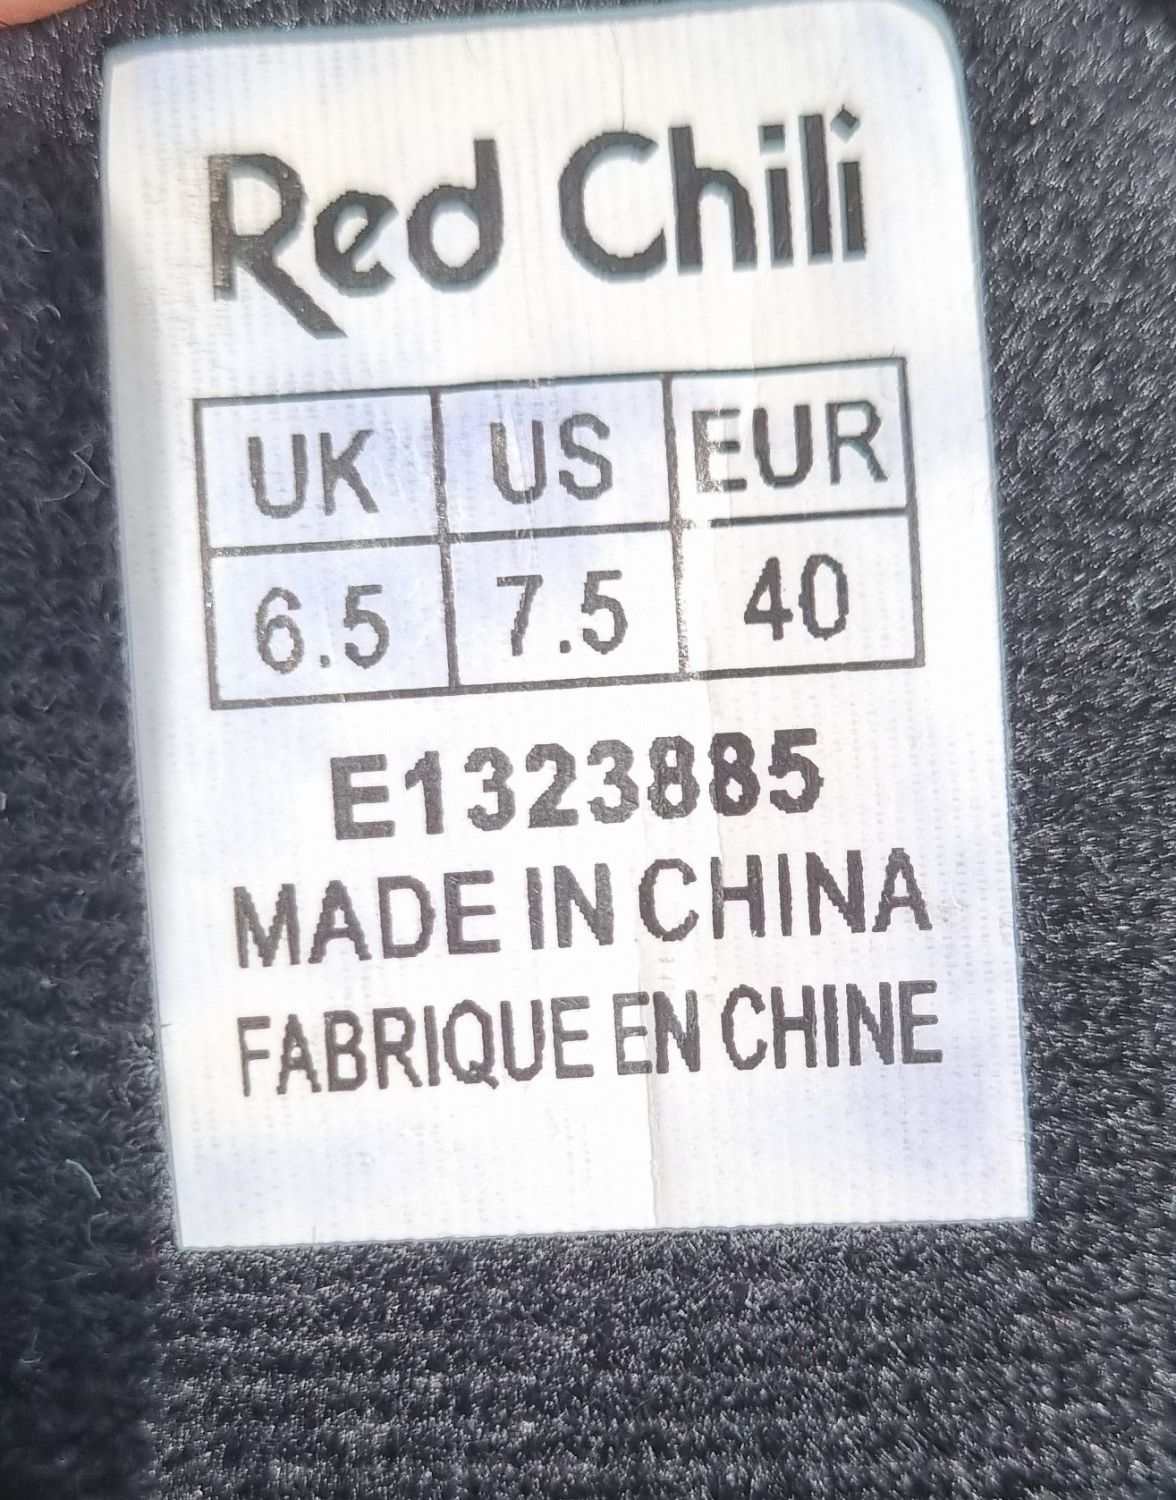 Red Chili
UK US EUR
6.5 7.5 40
E1323885
MADE IN CHINA
FABRIQUE EN CHINE